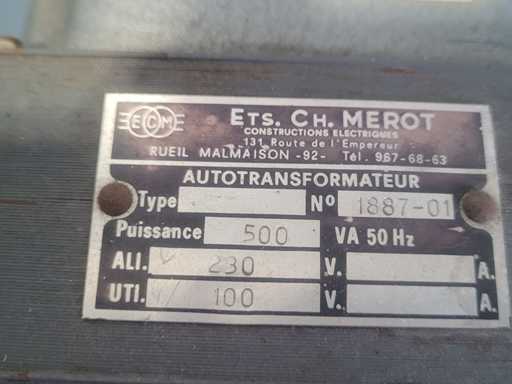 ECM ETS. CH. MEROT
CONSTRUCTIONS ELECTRIQUES
131 Route de l'Empereur
RUEIL MALMAISON -92- Tél. 967-68-63
AUTOTRANSFORMATEUR
Type Nº 1887-01
Puissance 500 VA 50 Hz
ALI. 230 V. A.
UTI. 100 V. A.